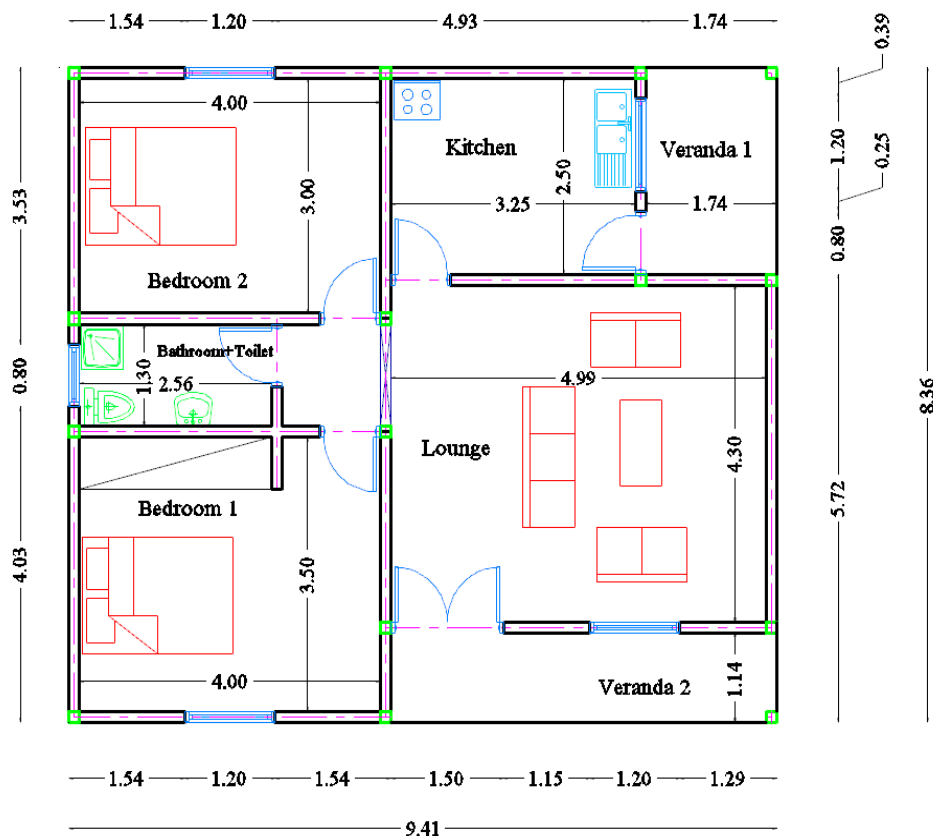 1.54 1.20 4.93 1.74
0.39
4.00
Kitchen
Veranda 1
1.20
0.25
3.53
3.00
2.50
3.25
1.74
0.80
Bedroom 2
Bathroom+Toilet
0.80
1.30
2.56
4.99
8.36
Lounge
4.30
Bedroom 1
5.72
4.03
3.50
4.00
Veranda 2
1.14
1.54 1.20 1.54 1.50 1.15 1.20 1.29
9.41